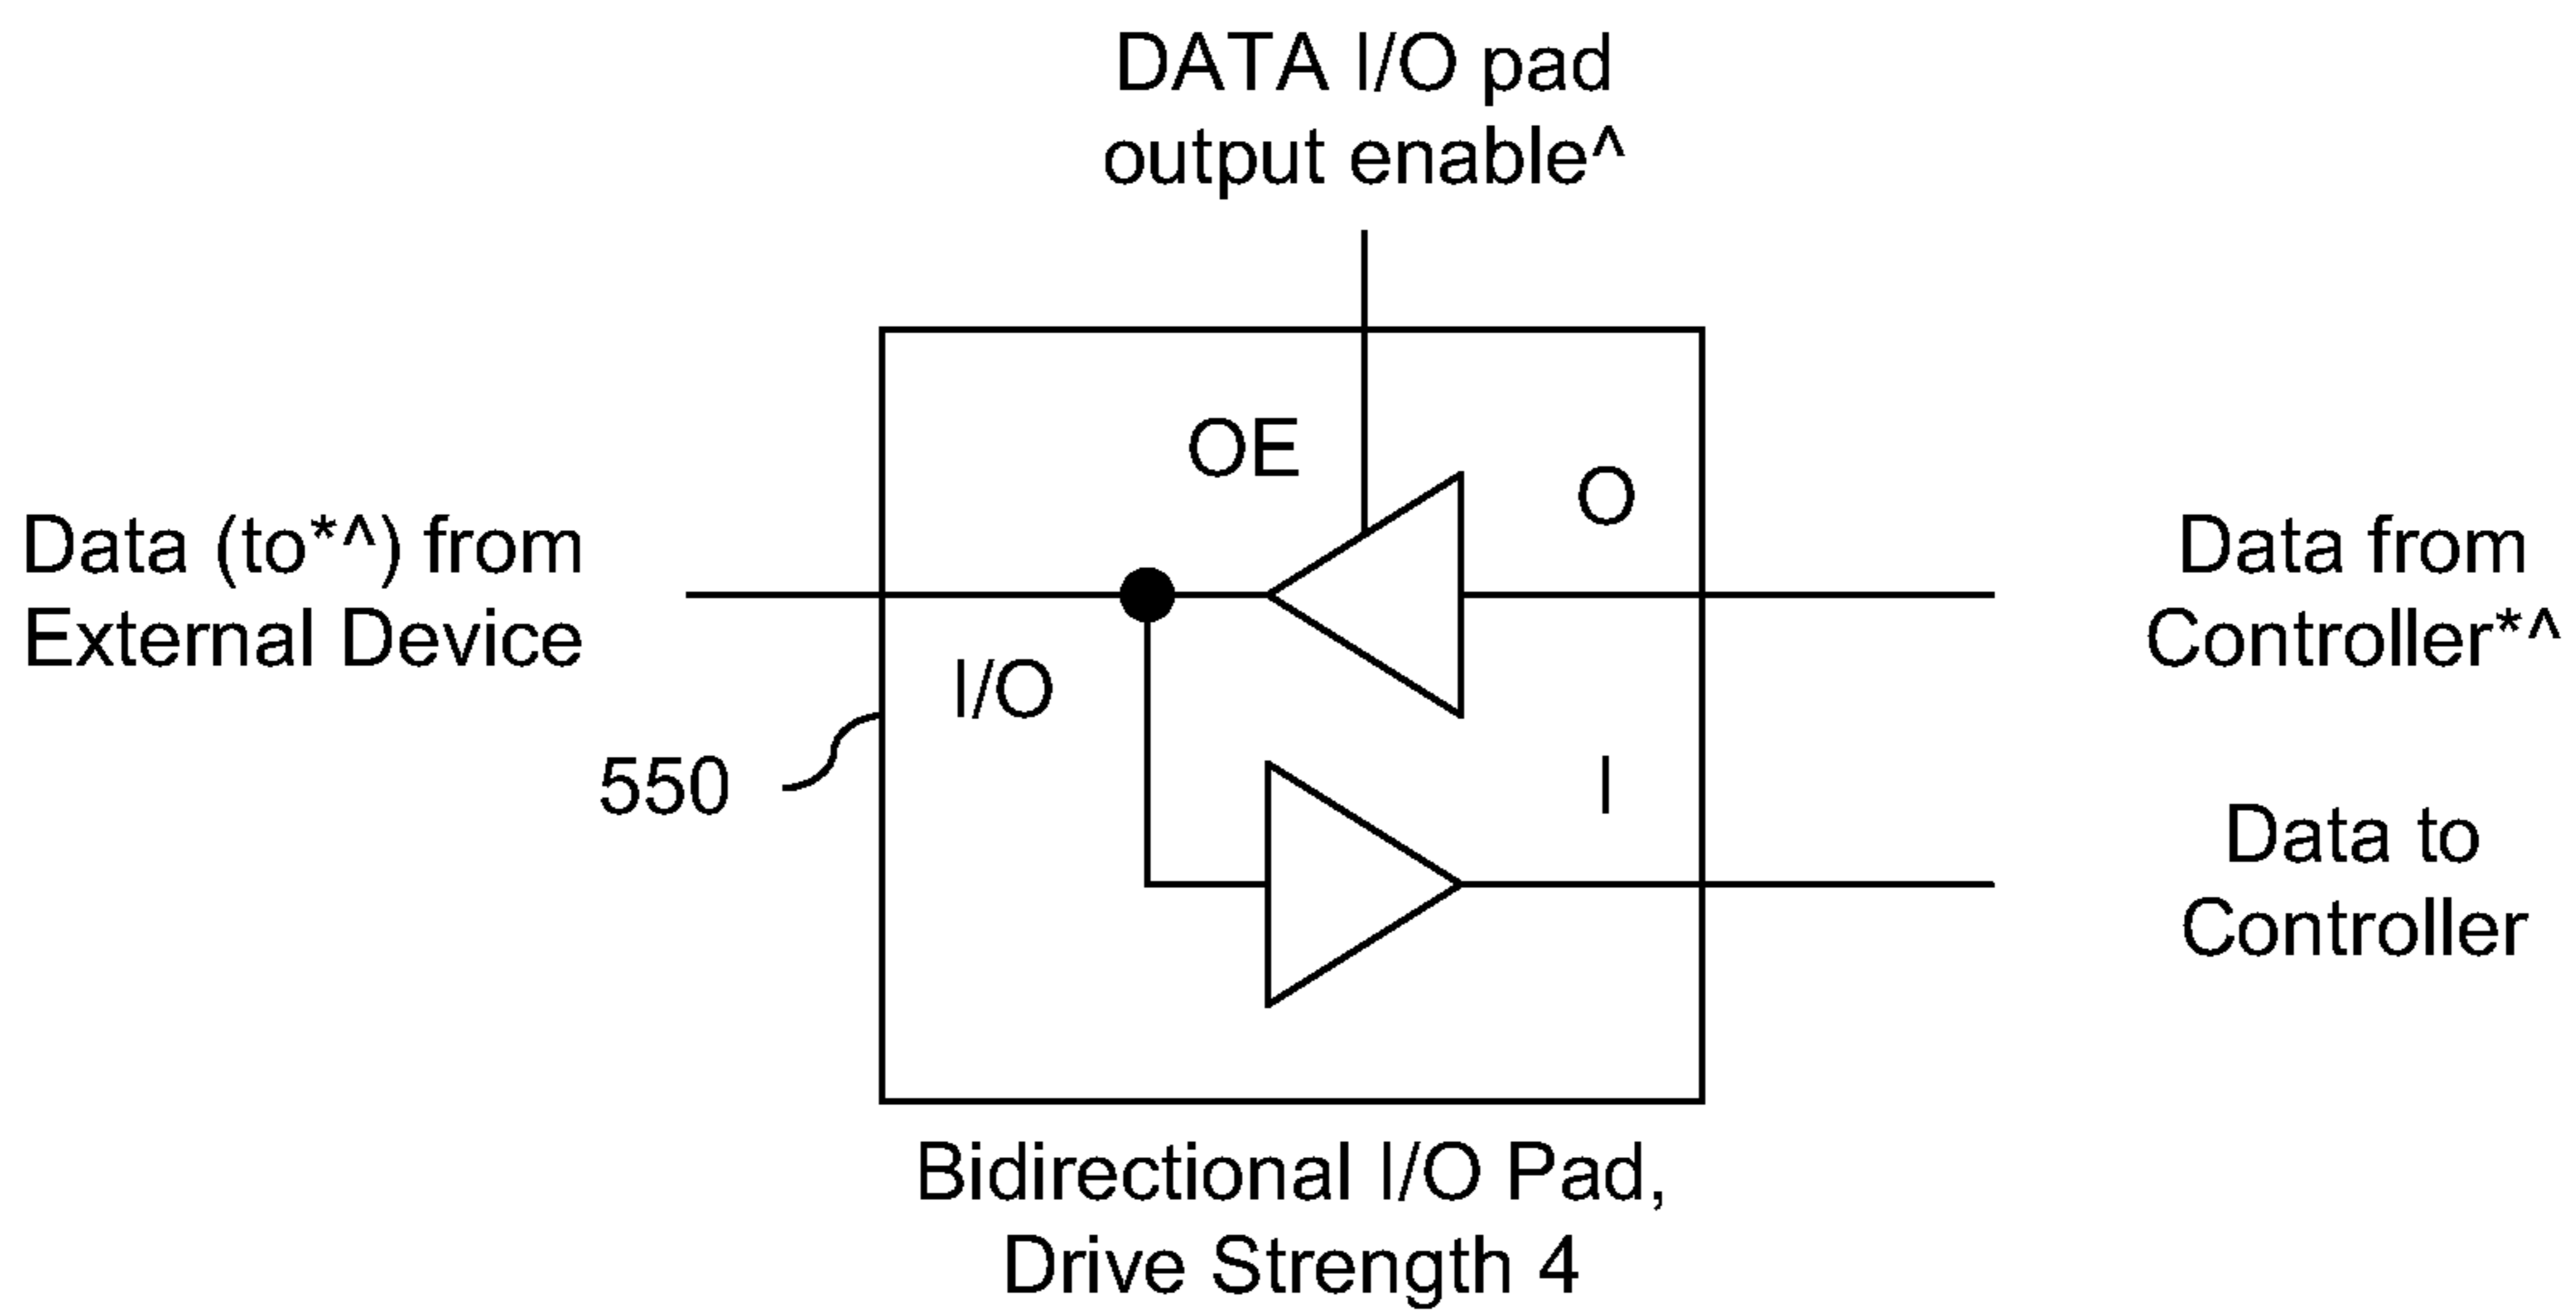 DATA I/O pad
output enable^
OE
O
Data (to*^) from
External Device
Data from
Controller*^
I/O
550
I
Data to
Controller
Bidirectional I/O Pad,
Drive Strength 4